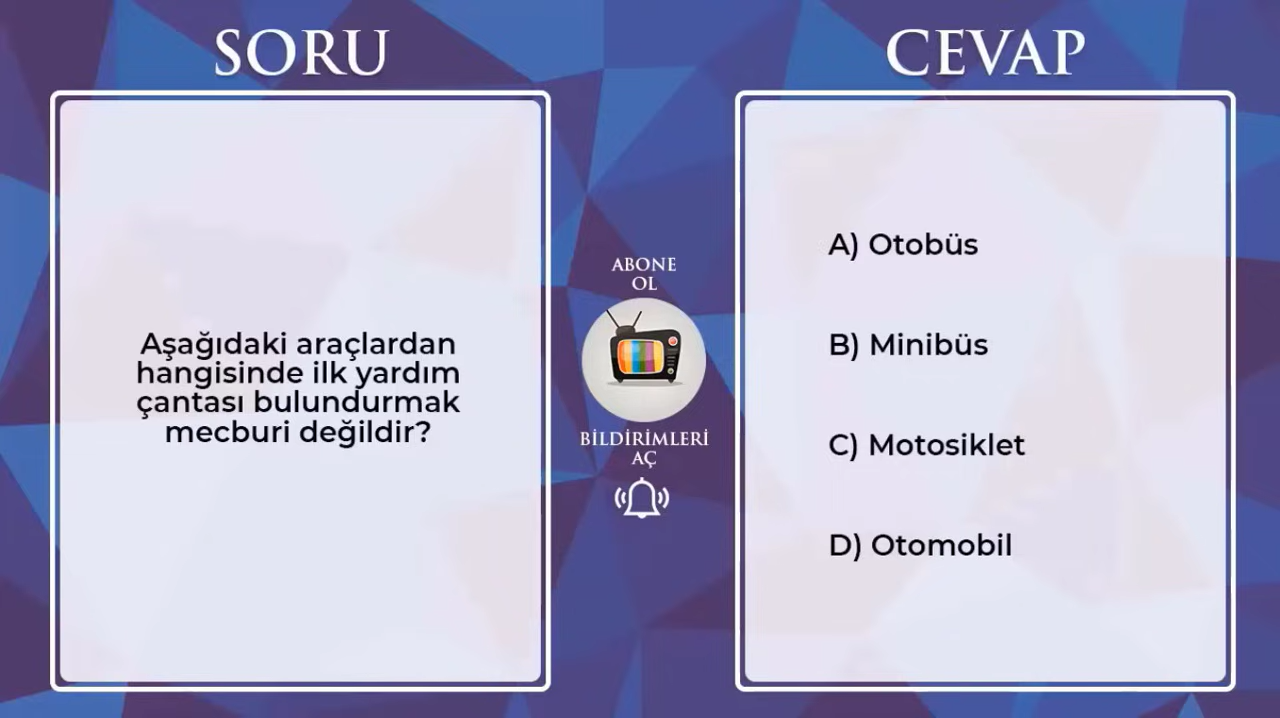 SORU
Aşağıdaki araçlardan
hangisinde ilk yardım
çantası bulundurmak
mecburi değildir?
ABONE
OL
BİLDİRİMLERİ
AÇ
CEVAP
A) Otobüs
B) Minibüs
C) Motosiklet
D) Otomobil